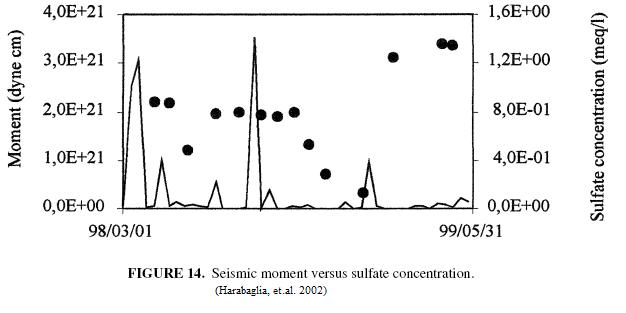 4,0E+21
3,0E+21
2,0E+21
1,0E+21
0,0E+00
Moment (dyne cm)
1,6E+00
1,2E+00
8,0E-01
4,0E-01
0,0E+00
Sulfate concentration (meq/l)
98/03/01
99/05/31
FIGURE 14. Seismic moment versus sulfate concentration.
(Harabaglia, et.al. 2002)